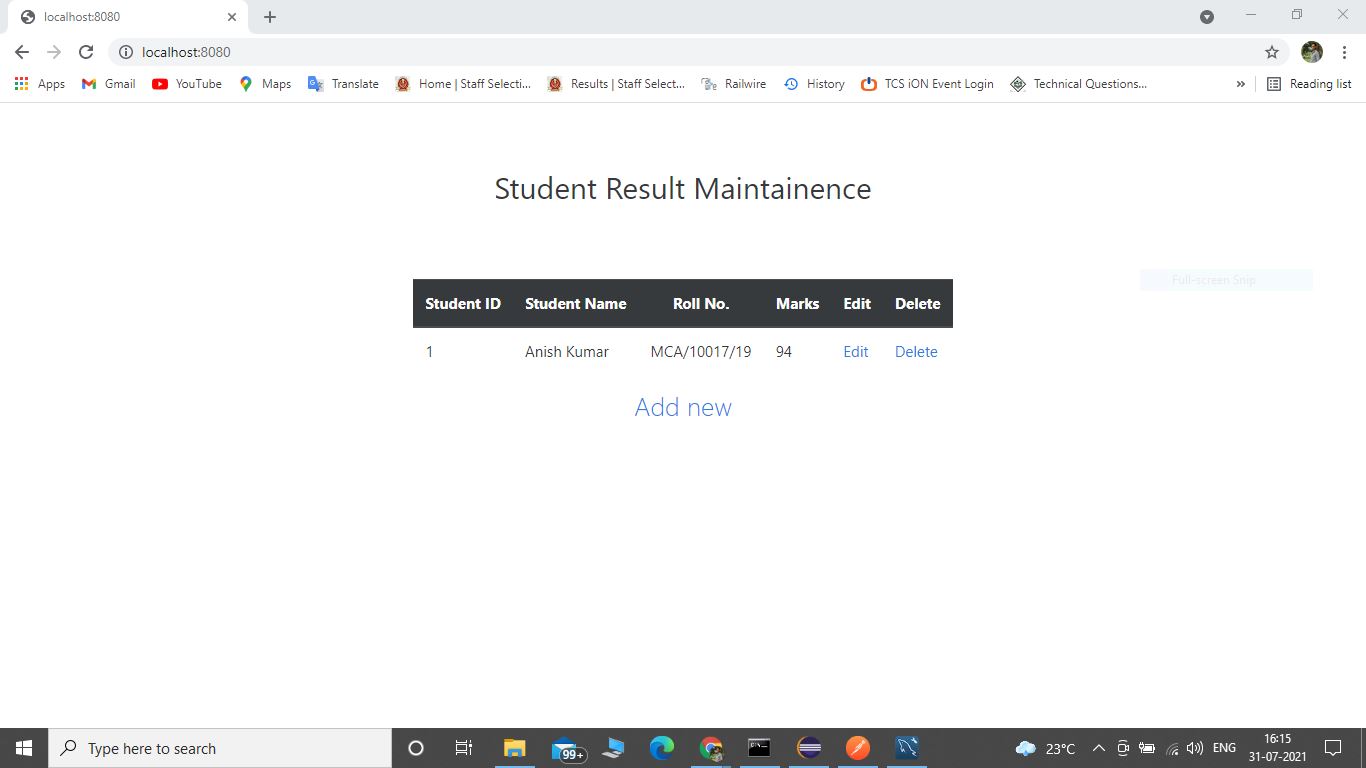 localhost:8080
localhost:8080
Apps Gmail YouTube Maps Translate Home | Staff Selecti... Results | Staff Select... Railwire History TCS iON Event Login Technical Questions... » Reading list
Student Result Maintainence
Full-screen Snip
Student ID Student Name Roll No. Marks Edit Delete
1 Anish Kumar MCA/10017/19 94 Edit Delete
Add new
Type here to search 99+ 23°C ENG 16:15
31-07-2021